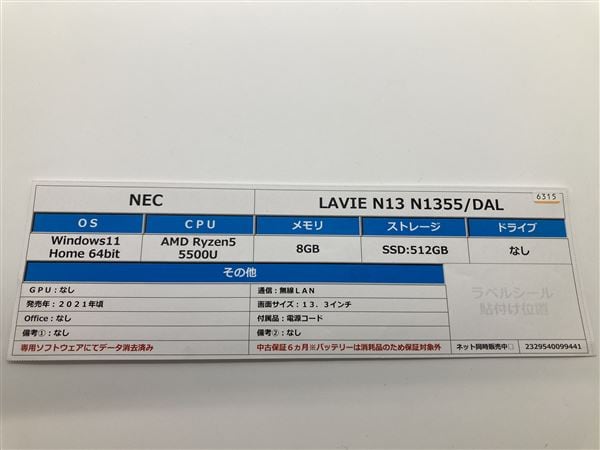 NEC LAVIE N13 N1355/DAL 6315
OS CPU メモリ ストレージ ドライブ
Windows11 Home 64bit AMD Ryzen5 5500U 8GB SSD:512GB なし
その他
GPU:なし 通信:無線LAN
発売年:2021年頃 画面サイズ:13.3インチ
Office:なし 付属品:電源コード
備考①:なし 備考②:なし
ラベルシール
貼付け位置
専用ソフトウェアにてデータ消去済み 中古保証6ヵ月※バッテリーは消耗品のため保証対象外 ネット同時販売中□ 2329540099441